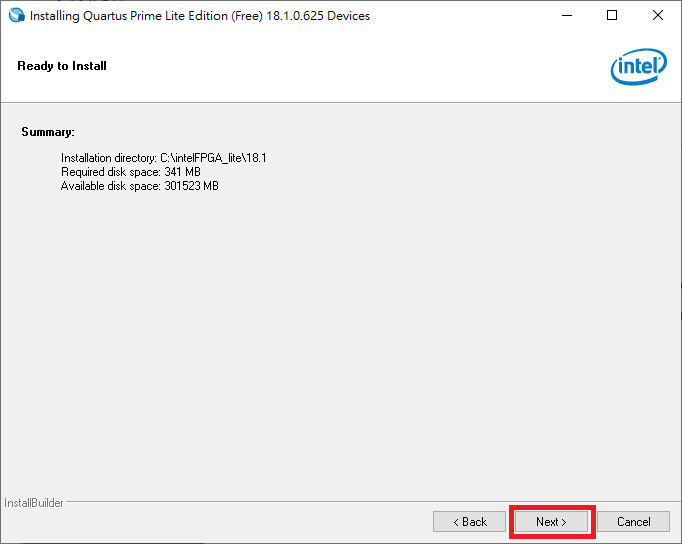 Installing Quartus Prime Lite Edition (Free) 18.1.0.625 Devices
Ready to Install
intel
Summary:
Installation directory: C:\intelFPGA_lite\18.1
Required disk space: 341 MB
Available disk space: 301523 MB
InstallBuilder
< Back
Next >
Cancel